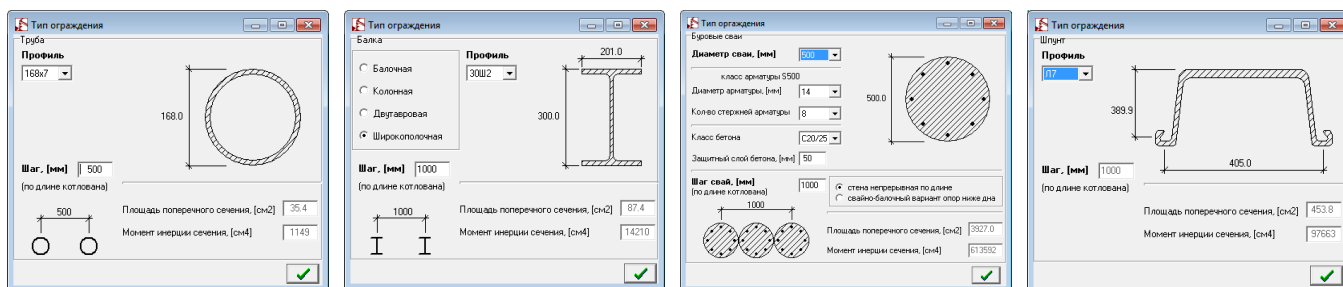 Тип ограждения
Труба
Профиль
168x7
168.0
Шаг, [мм] 500
(по длине котлована)
500
Площадь поперечного сечения, [см2] 35.4
Момент инерции сечения, [см4] 1149
Тип ограждения
Балка
Балочная
Колонная
Двутавровая
Широкополочная
Профиль
30Ш2
201.0
300.0
Шаг, [мм] 1000
(по длине котлована)
1000
Площадь поперечного сечения [см2] 87.4
Момент инерции сечения, [см4] 14210
Тип ограждения
Буровые сваи
Диаметр сваи, [мм] 500
класс арматуры S500
Диаметр арматуры, [мм] 14
Кол-во стержней арматуры 8
Класс бетона C20/25
Защитный слой бетона, [мм] 50
500.0
Шаг свай, [мм] 1000
(по длине котлована)
стена непрерывная по длине
свайно-балочный вариант опор ниже дна
1000
Площадь поперечного сечения, [см2] 3927.0
Момент инерции сечения, [см4] 613592
Тип ограждения
Шпунт
Профиль
Л7
389.9
405.0
Шаг, [мм] 1000
(по длине котлована)
Площадь поперечного сечения [см2] 453.8
Момент инерции сечения, [см4] 97663